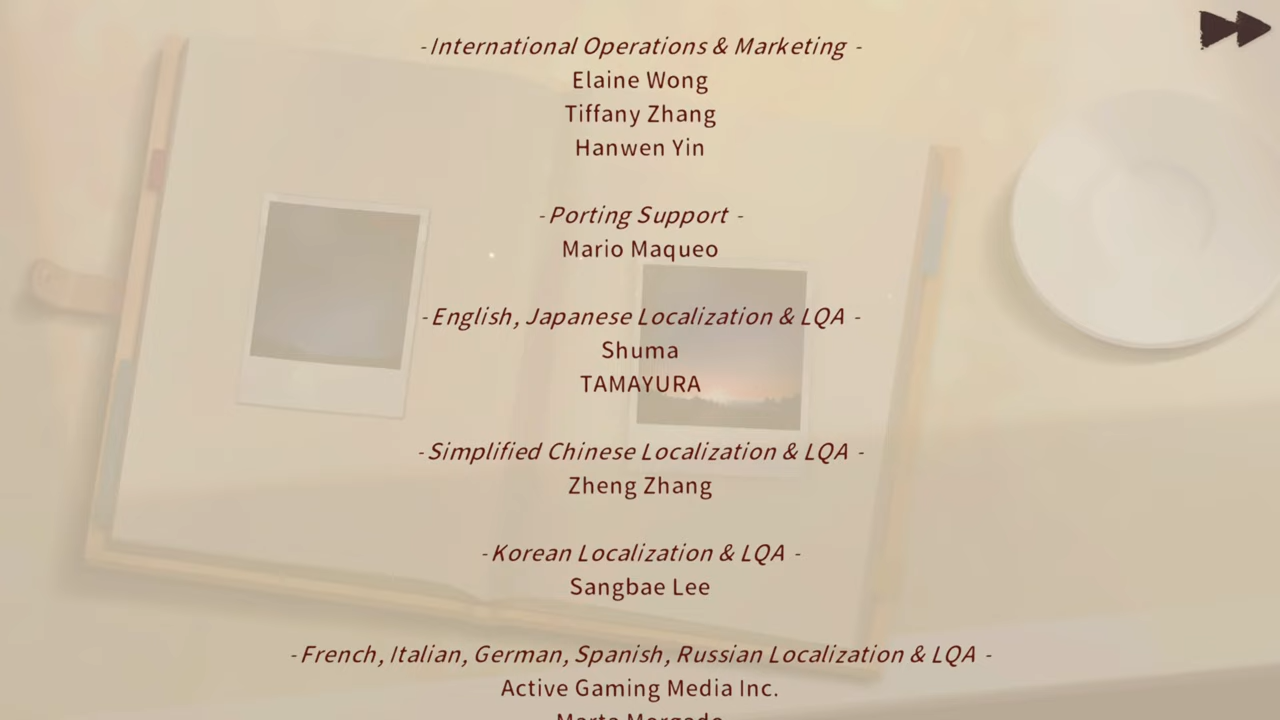 - International Operations & Marketing -
Elaine Wong
Tiffany Zhang
Hanwen Yin
- Porting Support -
Mario Maqueo
- English, Japanese Localization & LQA -
Shuma
TAMAYURA
- Simplified Chinese Localization & LQA -
Zheng Zhang
- Korean Localization & LQA -
Sangbae Lee
- French, Italian, German, Spanish, Russian Localization & LQA -
Active Gaming Media Inc.